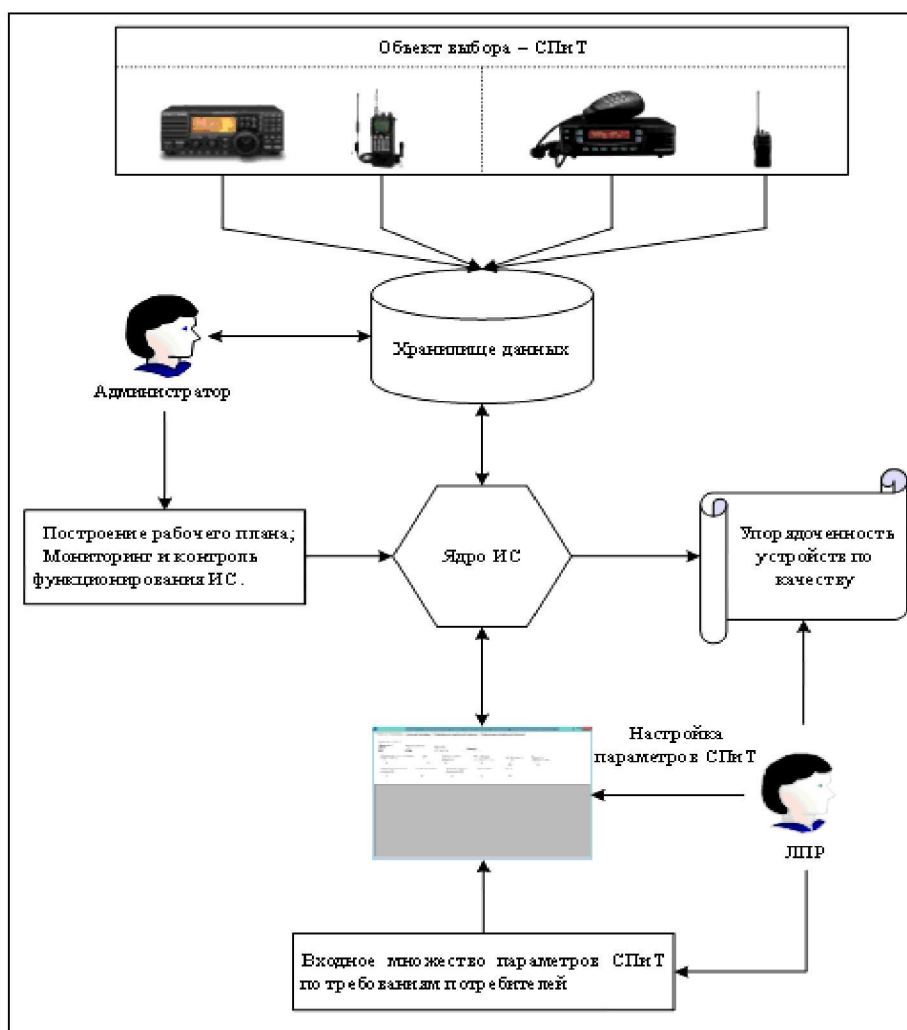 Объект выбора – СПиТ
Хранилище данных
Администратор
Построение рабочего плана;
Мониторинг и контроль
функционирования ИС.
Ядро ИС
Упорядоченность
устройств по
качеству
Настройка
параметров СПиТ
ЛПР
Входное множество параметров СПиТ
по требованиям потребителей